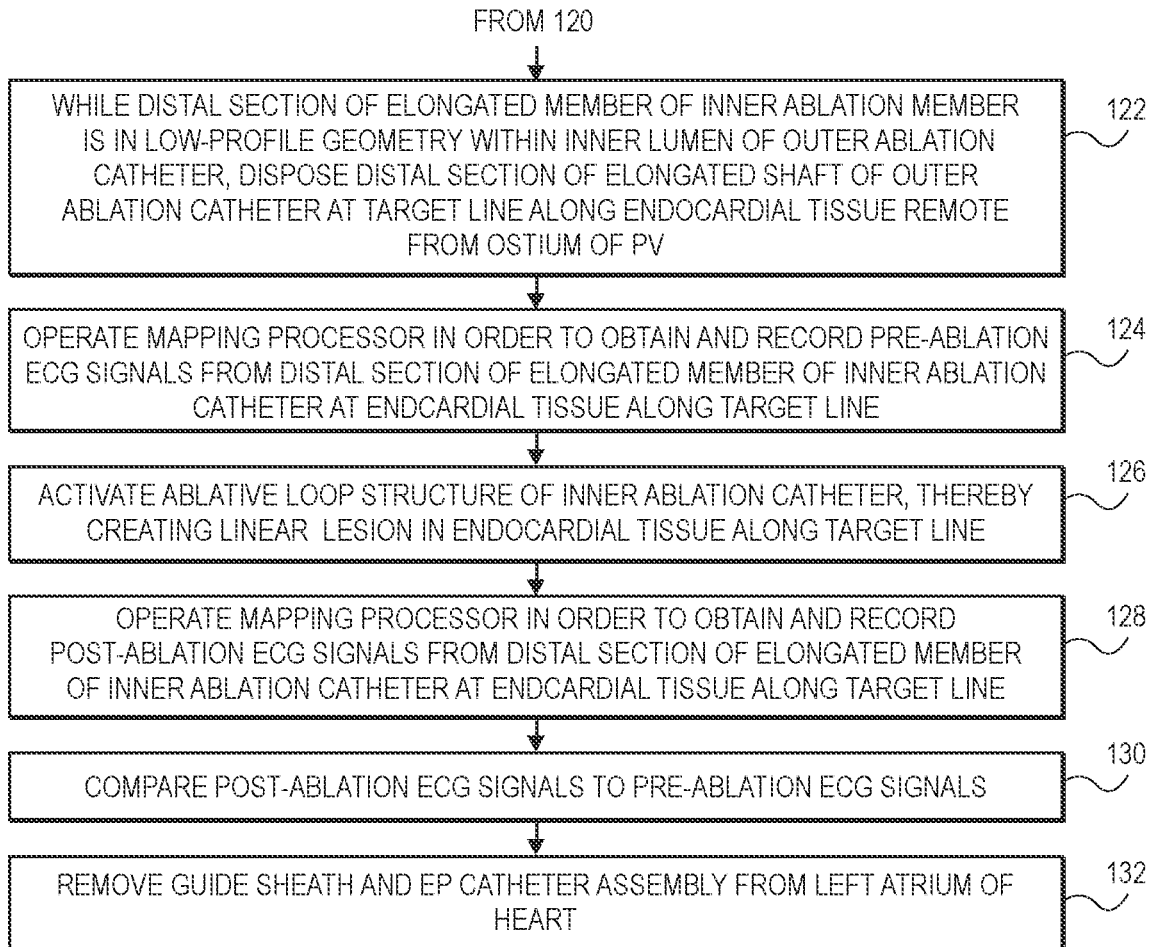 FROM 120
WHILE DISTAL SECTION OF ELONGATED MEMBER OF INNER ABLATION MEMBER
IS IN LOW-PROFILE GEOMETRY WITHIN INNER LUMEN OF OUTER ABLATION
CATHETER, DISPOSE DISTAL SECTION OF ELONGATED SHAFT OF OUTER
ABLATION CATHETER AT TARGET LINE ALONG ENDOCARDIAL TISSUE REMOTE
FROM OSTIUM OF PV
122
OPERATE MAPPING PROCESSOR IN ORDER TO OBTAIN AND RECORD PRE-ABLATION
ECG SIGNALS FROM DISTAL SECTION OF ELONGATED MEMBER OF INNER ABLATION
CATHETER AT ENDCARDIAL TISSUE ALONG TARGET LINE
124
ACTIVATE ABLATIVE LOOP STRUCTURE OF INNER ABLATION CATHETER, THEREBY
CREATING LINEAR LESION IN ENDOCARDIAL TISSUE ALONG TARGET LINE
126
OPERATE MAPPING PROCESSOR IN ORDER TO OBTAIN AND RECORD
POST-ABLATION ECG SIGNALS FROM DISTAL SECTION OF ELONGATED MEMBER
OF INNER ABLATION CATHETER AT ENDCARDIAL TISSUE ALONG TARGET LINE
128
COMPARE POST-ABLATION ECG SIGNALS TO PRE-ABLATION ECG SIGNALS
130
REMOVE GUIDE SHEATH AND EP CATHETER ASSEMBLY FROM LEFT ATRIUM OF
HEART
132